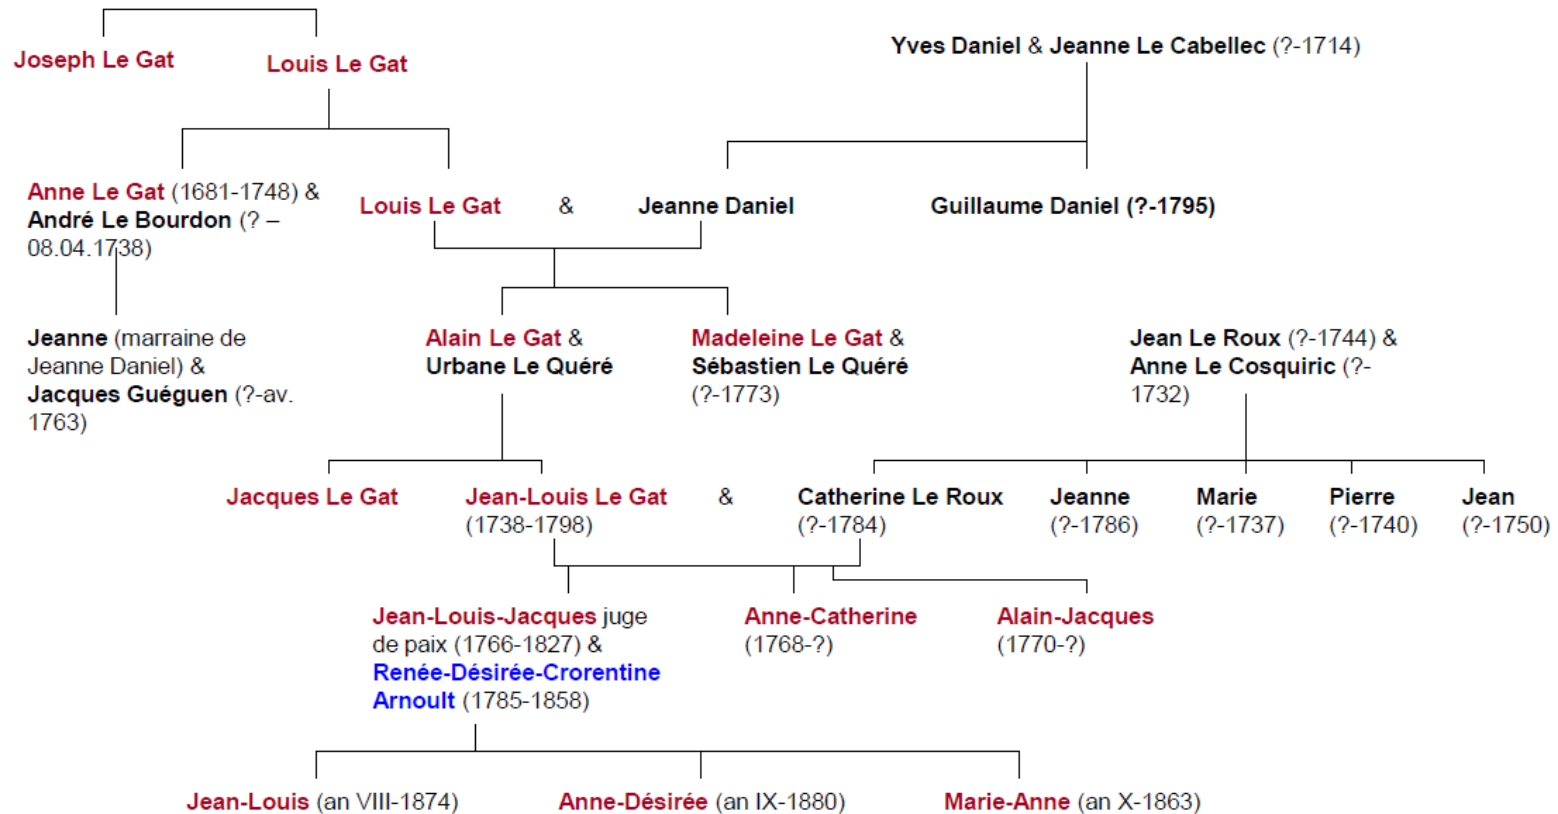 Joseph Le Gat
Louis Le Gat
Yves Daniel & Jeanne Le Cabellec (?-1714)
Anne Le Gat (1681-1748) &
André Le Bourdon (? –
08.04.1738)
Louis Le Gat
&
Jeanne Daniel
Guillaume Daniel (?-1795)
Jeanne (marraine de
Jeanne Daniel) &
Jacques Guéguen (?-av.
1763)
Alain Le Gat &
Urbane Le Quéré
Madeleine Le Gat &
Sébastien Le Quéré
(?-1773)
Jean Le Roux (?-1744) &
Anne Le Cosquiric (?-
1732)
Jacques Le Gat
Jean-Louis Le Gat
(1738-1798)
&
Catherine Le Roux
(?-1784)
Jeanne
(?-1786)
Marie
(?-1737)
Pierre
(?-1740)
Jean
(?-1750)
Jean-Louis-Jacques juge
de paix (1766-1827) &
Renée-Désirée-Crorentine
Arnoult (1785-1858)
Anne-Catherine
(1768-?)
Alain-Jacques
(1770-?)
Jean-Louis (an VIII-1874)
Anne-Désirée (an IX-1880)
Marie-Anne (an X-1863)